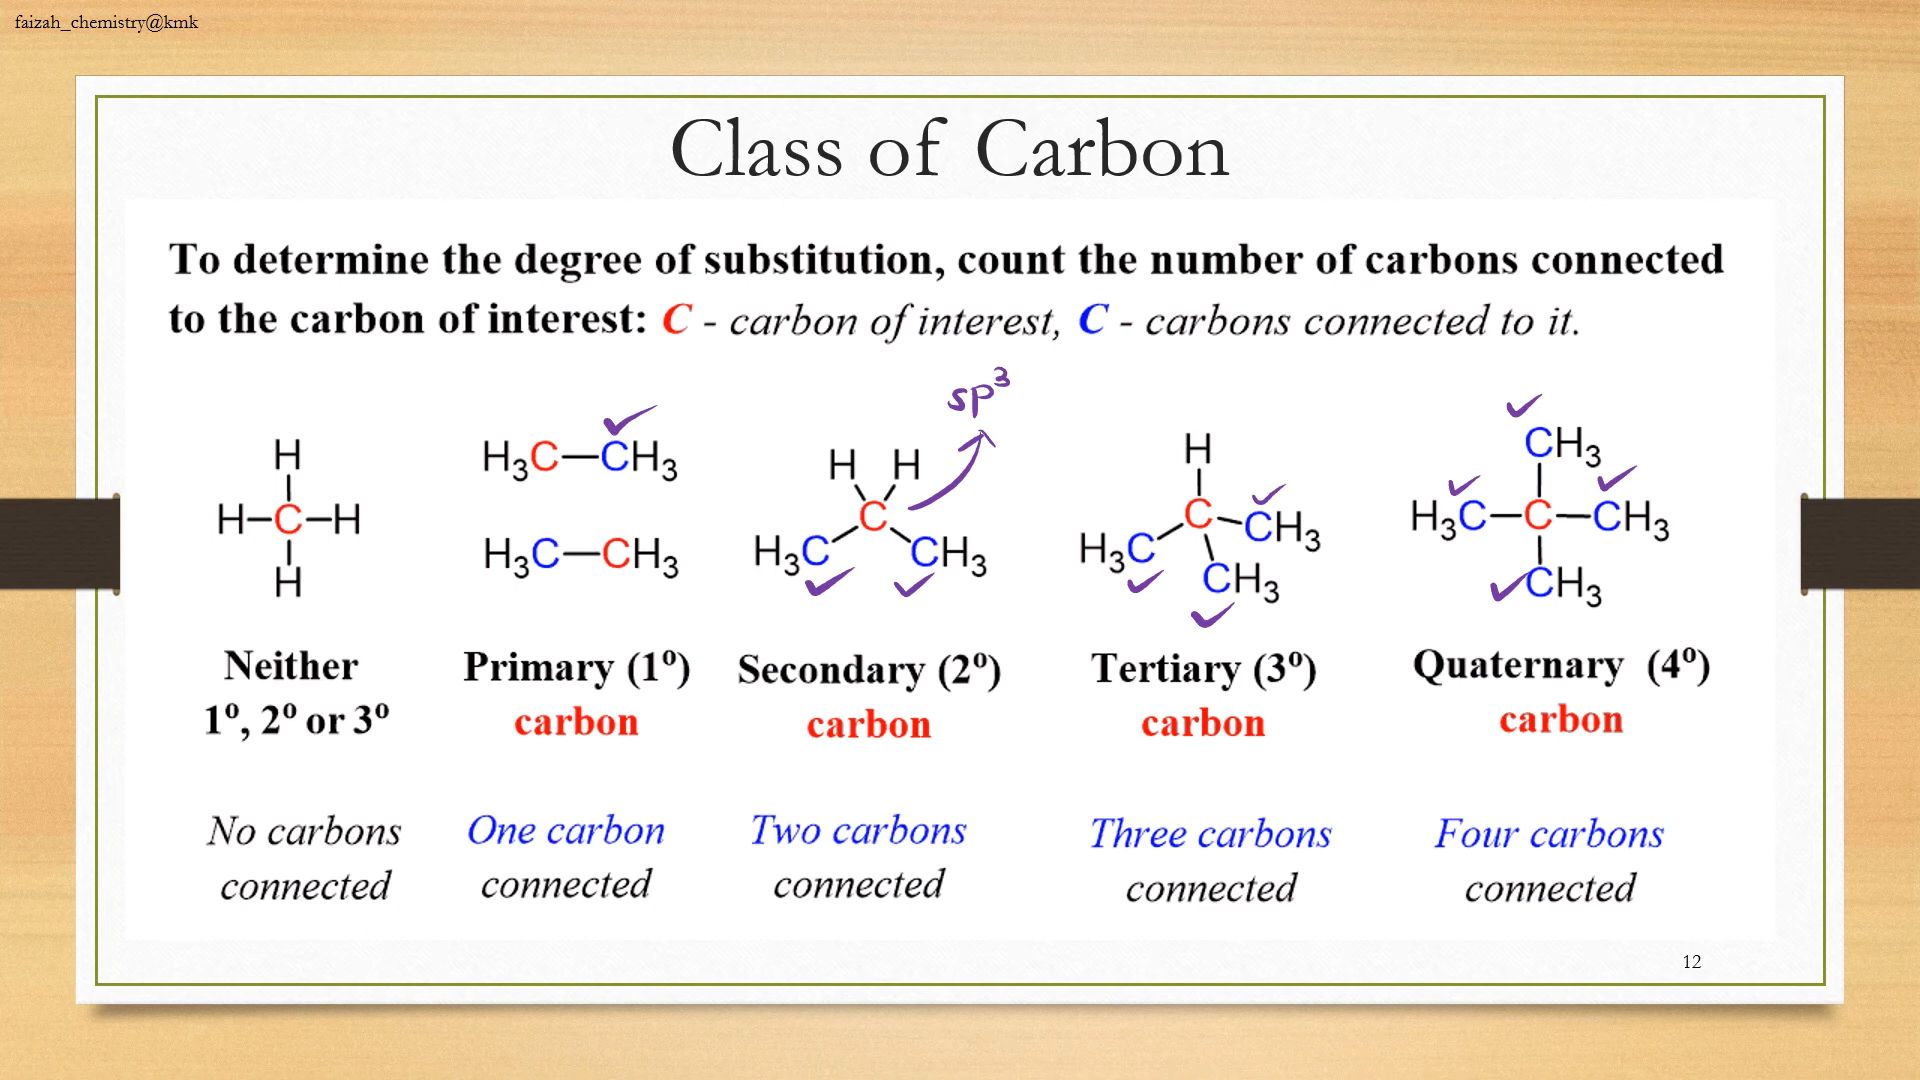 faizah_chemistry@kmk
Class of Carbon
To determine the degree of substitution, count the number of carbons connected
to the carbon of interest: C - carbon of interest, C - carbons connected to it.
sp³
H
H–C–H
H
H₃C–CH₃
H₃C–CH₃
H H
C
H₃C CH₃
H
C–CH₃
H₃C
CH₃
CH₃
H₃C–C–CH₃
CH₃
Neither
1º, 2º or 3º
Primary (1º)
carbon
Secondary (2º)
carbon
Tertiary (3º)
carbon
Quaternary (4º)
carbon
No carbons
connected
One carbon
connected
Two carbons
connected
Three carbons
connected
Four carbons
connected
12